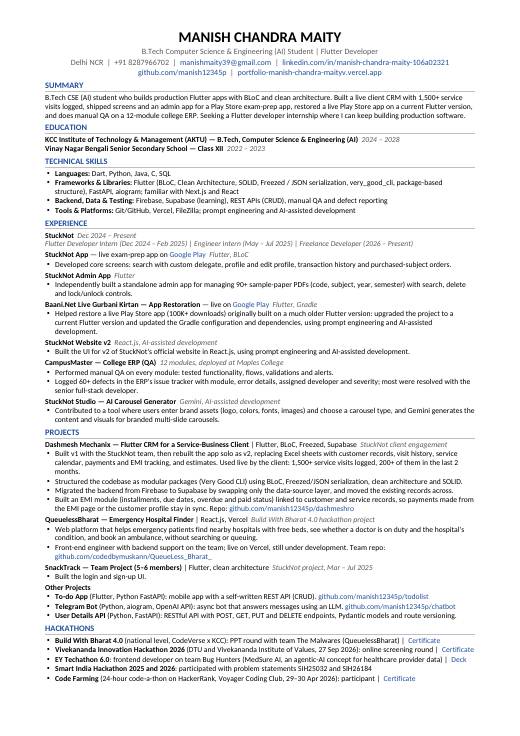 MANISH CHANDRA MAITY
B.Tech Computer Science & Engineering (AI) Student | Flutter Developer
Delhi NCR | +91 8287966702 | manishmaity39@gmail.com | linkedin.com/in/manish-chandra-maity-106a02321
github.com/manish12345p | portfolio-manish-chandra-maityv.vercel.app
SUMMARY
B.Tech CSE (AI) student who builds production Flutter apps with BLoC and clean architecture. Built a live client CRM with 1,500+ service
visits logged, shipped screens and an admin app for a Play Store exam-prep app, restored a live Play Store app on a current Flutter version,
and does manual QA on a 12-module college ERP. Seeking a Flutter developer internship where I can keep building production software.
EDUCATION
KCC Institute of Technology & Management (AKTU) — B.Tech, Computer Science & Engineering (AI) 2024 – 2028
Vinay Nagar Bengali Senior Secondary School — Class XII 2022 – 2023
TECHNICAL SKILLS
• Languages: Dart, Python, Java, C, SQL
• Frameworks & Libraries: Flutter (BLoC, Clean Architecture, SOLID, Freezed / JSON serialization, very_good_cli, package-based
structure), FastAPI, aiogram; familiar with Next.js and React
• Backend, Data & Testing: Firebase, Supabase (learning), REST APIs (CRUD), manual QA and defect reporting
• Tools & Platforms: Git/GitHub, Vercel, FileZilla; prompt engineering and AI-assisted development
EXPERIENCE
StuckNot Dec 2024 – Present
Flutter Developer Intern (Dec 2024 – Feb 2025) | Engineer Intern (May – Jul 2025) | Freelance Developer (2026 – Present)
StuckNot App — live exam-prep app on Google Play Flutter, BLoC
• Developed core screens: search with custom delegate, profile and edit profile, transaction history and purchased-subject orders.
StuckNot Admin App Flutter
• Independently built a standalone admin app for managing 90+ sample-paper PDFs (code, subject, year, semester) with search, delete
and lock/unlock controls.
Baani.Net Live Gurbani Kirtan — App Restoration — live on Google Play Flutter, Gradle
• Helped restore a live Play Store app (100K+ downloads) originally built on a much older Flutter version: upgraded the project to a
current Flutter version and updated the Gradle configuration and dependencies, using prompt engineering and AI-assisted
development.
StuckNot Website v2 React.js, AI-assisted development
• Built the UI for v2 of StuckNot's official website in React.js, using prompt engineering and AI-assisted development.
CampusMaster — College ERP (QA) 12 modules, deployed at Maples College
• Performed manual QA on every module: tested functionality, flows, validations and alerts.
• Logged 60+ defects in the ERP's issue tracker with module, error details, assigned developer and severity; most were resolved with the
senior full-stack developer.
StuckNot Studio — AI Carousel Generator Gemini, AI-assisted development
• Contributed to a tool where users enter brand assets (logo, colors, fonts, images) and choose a carousel type, and Gemini generates the
content and visuals for branded multi-slide carousels.
PROJECTS
Dashmesh Mechanix — Flutter CRM for a Service-Business Client | Flutter, BLoC, Freezed, Supabase StuckNot client engagement
• Built v1 with the StuckNot team, then rebuilt the app solo as v2, replacing Excel sheets with customer records, visit history, service
calendar, payments and EMI tracking, and estimates. Used live by the client: 1,500+ service visits logged, 200+ of them in the last 2
months.
• Structured the codebase as modular packages (Very Good CLI) using BLoC, Freezed/JSON serialization, clean architecture and SOLID.
• Migrated the backend from Firebase to Supabase by swapping only the data-source layer, and moved the existing records across.
• Built an EMI module (installments, due dates, overdue and paid status) linked to customer and service records, so payments made from
the EMI page or the customer profile stay in sync. Repo: github.com/manish12345p/dashmeshro
QueuelessBharat — Emergency Hospital Finder | React.js, Vercel Build With Bharat 4.0 hackathon project
• Web platform that helps emergency patients find nearby hospitals with free beds, see whether a doctor is on duty and the hospital's
condition, and book an ambulance, without searching or queuing.
• Front-end engineer with backend support on the team; live on Vercel, still under development. Team repo:
github.com/codedbymuskann/QueueLess_Bharat_
SnackTrack — Team Project (5–6 members) | Flutter, clean architecture StuckNot project, Mar – Jul 2025
• Built the login and sign-up UI.
Other Projects
• To-do App (Flutter, Python FastAPI): mobile app with a self-written REST API (CRUD). github.com/manish12345p/todolist
• Telegram Bot (Python, aiogram, OpenAI API): async bot that answers messages using an LLM. github.com/manish12345p/chatbot
• User Details API (Python, FastAPI): RESTful API with POST, GET, PUT and DELETE endpoints, Pydantic models and route versioning.
HACKATHONS
• Build With Bharat 4.0 (national level, CodeVerse x KCC): PPT round with team The Malwares (QueuelessBharat) | Certificate
• Vivekananda Innovation Hackathon 2026 (DTU and Vivekananda Institute of Values, 27 Sep 2026): online screening round | Certificate
• EY Techathon 6.0: frontend developer on team Bug Hunters (MedSure AI, an agentic-AI concept for healthcare provider data) | Deck
• Smart India Hackathon 2025 and 2026: participated with problem statements SIH25032 and SIH26184
• Code Farming (24-hour code-a-thon on HackerRank, Voyager Coding Club, 29–30 Apr 2026): participant | Certificate